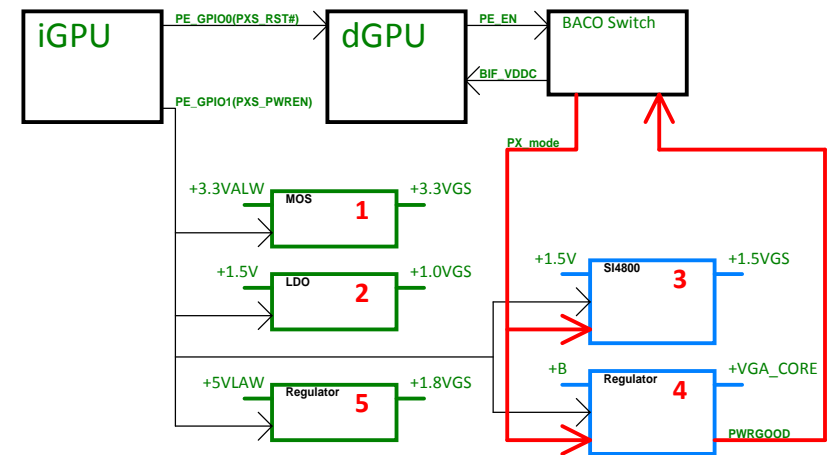 iGPU
PE_GPIO0(PXS_RST#)
dGPU
PE_EN
BACO Switch
BIF_VDDC
PE_GPIO1(PXS_PWREN)
PX_mode
+3.3VALW
MOS
1
+3.3VGS
+1.5V
LDO
2
+1.0VGS
+1.5V
SI4800
3
+1.5VGS
+5VLAW
Regulator
5
+1.8VGS
+B
Regulator
4
+VGA_CORE
PWRGOOD